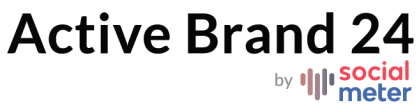 Active Brand 24
by social
meter